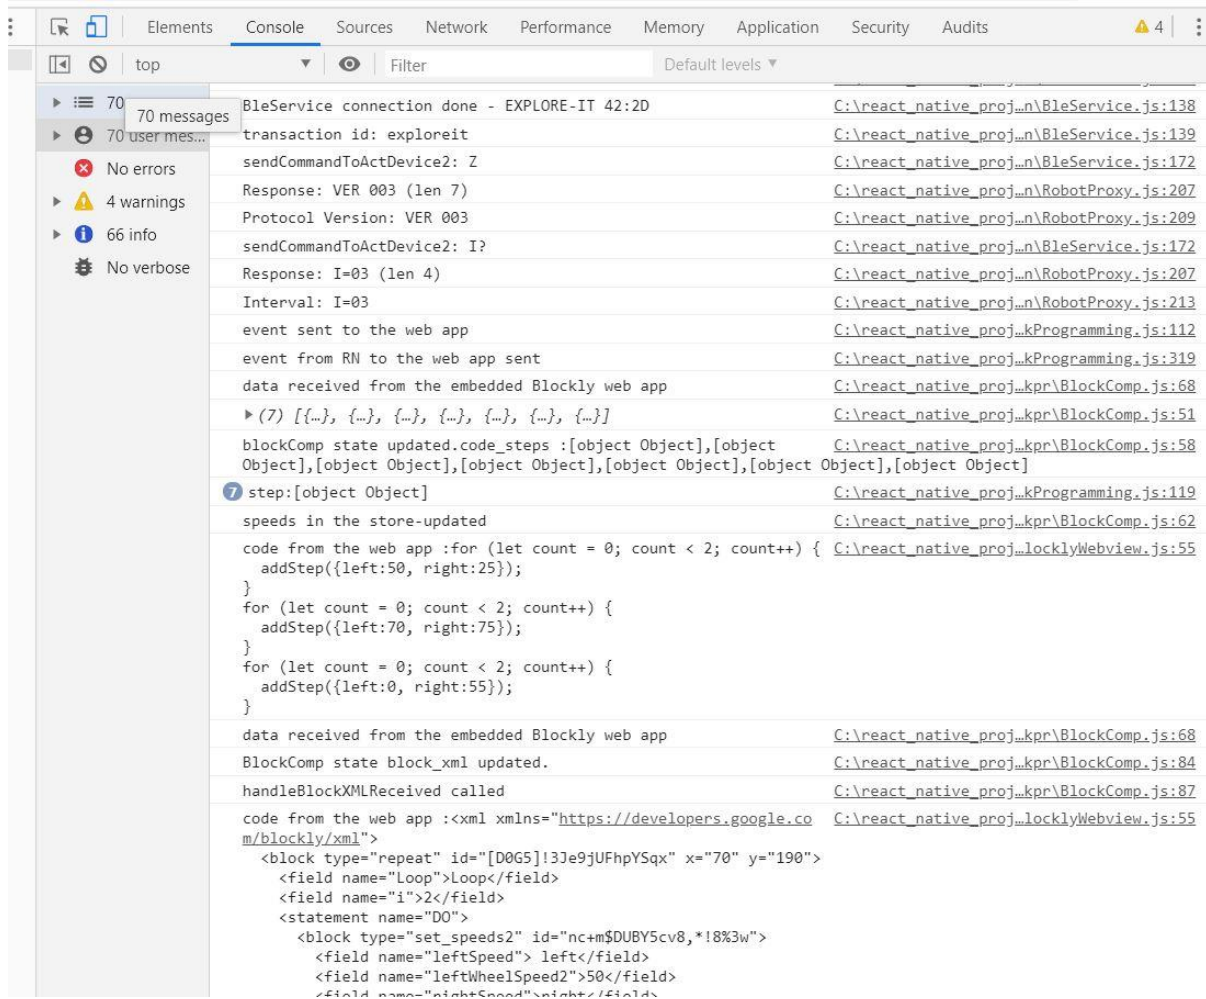 Elements Console Sources Network Performance Memory Application Security Audits 4
top Filter Default levels
70
70 messages
70 user mes...
No errors
4 warnings
66 info
No verbose
BleService connection done - EXPLORE-IT 42:2D C:\react_native_proj…n\BleService.js:138
transaction id: exploreit C:\react_native_proj…n\BleService.js:139
sendCommandToActDevice2: Z C:\react_native_proj…n\BleService.js:172
Response: VER 003 (len 7) C:\react_native_proj…n\RobotProxy.js:207
Protocol Version: VER 003 C:\react_native_proj…n\RobotProxy.js:209
sendCommandToActDevice2: I? C:\react_native_proj…n\BleService.js:172
Response: I=03 (len 4) C:\react_native_proj…n\RobotProxy.js:207
Interval: I=03 C:\react_native_proj…n\RobotProxy.js:213
event sent to the web app C:\react_native_proj…kProgramming.js:112
event from RN to the web app sent C:\react_native_proj…kProgramming.js:319
data received from the embedded Blockly web app C:\react_native_proj…kpr\BlockComp.js:68
(7) [{…}, {…}, {…}, {…}, {…}, {…}, {…}] C:\react_native_proj…kpr\BlockComp.js:51
blockComp state updated.code_steps :[object Object],[object C:\react_native_proj…kpr\BlockComp.js:58
Object],[object Object],[object Object],[object Object],[object Object],[object Object]
7 step:[object Object] C:\react_native_proj…kProgramming.js:119
speeds in the store-updated C:\react_native_proj…kpr\BlockComp.js:62
code from the web app :for (let count = 0; count < 2; count++) { C:\react_native_proj…locklyWebview.js:55
addStep({left:50, right:25});
}
for (let count = 0; count < 2; count++) {
addStep({left:70, right:75});
}
for (let count = 0; count < 2; count++) {
addStep({left:0, right:55});
}
data received from the embedded Blockly web app C:\react_native_proj…kpr\BlockComp.js:68
BlockComp state block_xml updated. C:\react_native_proj…kpr\BlockComp.js:84
handleBlockXMLReceived called C:\react_native_proj…kpr\BlockComp.js:87
code from the web app :<xml xmlns="https://developers.google.co C:\react_native_proj…locklyWebview.js:55
m/blockly/xml">
<block type="repeat" id="[D0G5]!3Je9jUFhpYSqx" x="70" y="190">
<field name="Loop">Loop</field>
<field name="i">2</field>
<statement name="DO">
<block type="set_speeds2" id="nc+m$DUBY5cv8,*!8%3w">
<field name="leftSpeed"> left</field>
<field name="leftWheelSpeed2">50</field>
<field name="rightSpeed">right</field>